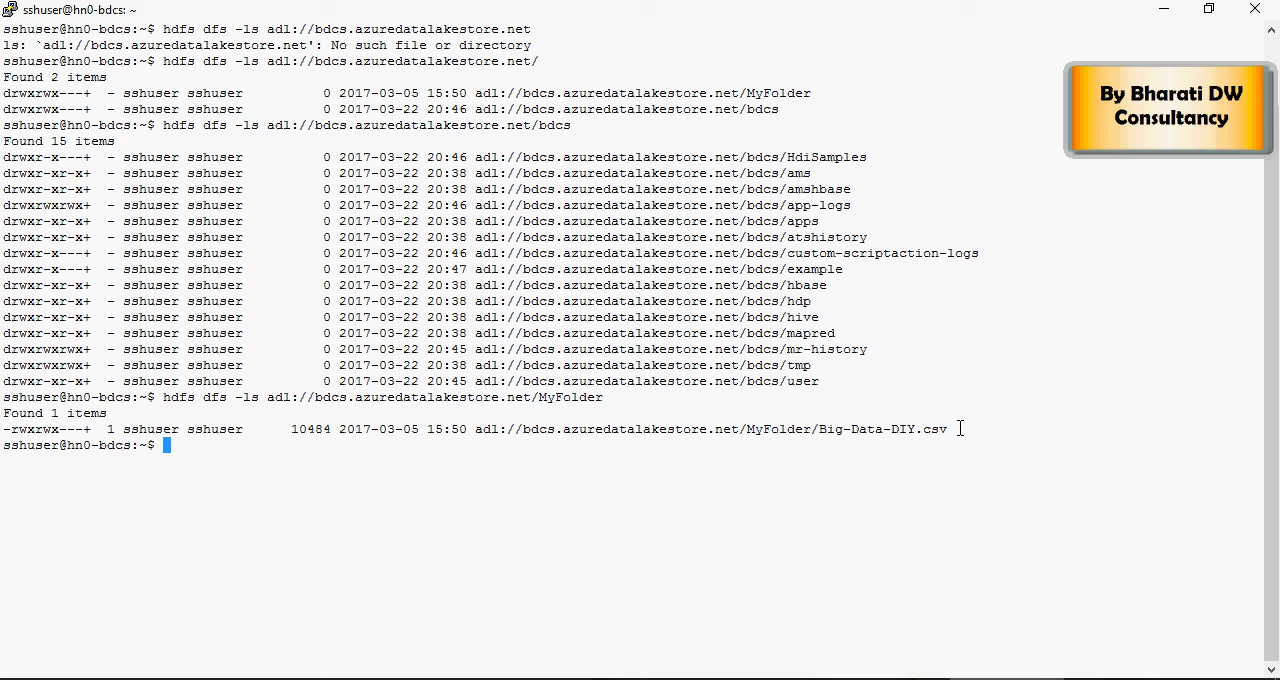 sshuser@hn0-bdcs: ~
sshuser@hn0-bdcs:~$ hdfs dfs -ls adl://bdcs.azuredatalakestore.net
ls: `adl://bdcs.azuredatalakestore.net': No such file or directory
sshuser@hn0-bdcs:~$ hdfs dfs -ls adl://bdcs.azuredatalakestore.net/
Found 2 items
drwxrwx---+  - sshuser sshuser          0 2017-03-05 15:50 adl://bdcs.azuredatalakestore.net/MyFolder
drwxrwx---+  - sshuser sshuser          0 2017-03-22 20:46 adl://bdcs.azuredatalakestore.net/bdcs
sshuser@hn0-bdcs:~$ hdfs dfs -ls adl://bdcs.azuredatalakestore.net/bdcs
Found 15 items
drwxr-x---+  - sshuser sshuser          0 2017-03-22 20:46 adl://bdcs.azuredatalakestore.net/bdcs/HdiSamples
drwxr-xr-x+  - sshuser sshuser          0 2017-03-22 20:38 adl://bdcs.azuredatalakestore.net/bdcs/ams
drwxr-xr-x+  - sshuser sshuser          0 2017-03-22 20:38 adl://bdcs.azuredatalakestore.net/bdcs/amshbase
drwxrwxrwx+  - sshuser sshuser          0 2017-03-22 20:46 adl://bdcs.azuredatalakestore.net/bdcs/app-logs
drwxr-xr-x+  - sshuser sshuser          0 2017-03-22 20:38 adl://bdcs.azuredatalakestore.net/bdcs/apps
drwxr-xr-x+  - sshuser sshuser          0 2017-03-22 20:38 adl://bdcs.azuredatalakestore.net/bdcs/atshistory
drwxr-x---+  - sshuser sshuser          0 2017-03-22 20:46 adl://bdcs.azuredatalakestore.net/bdcs/custom-scriptaction-logs
drwxr-x---+  - sshuser sshuser          0 2017-03-22 20:47 adl://bdcs.azuredatalakestore.net/bdcs/example
drwxr-xr-x+  - sshuser sshuser          0 2017-03-22 20:38 adl://bdcs.azuredatalakestore.net/bdcs/hbase
drwxr-xr-x+  - sshuser sshuser          0 2017-03-22 20:38 adl://bdcs.azuredatalakestore.net/bdcs/hdp
drwxr-xr-x+  - sshuser sshuser          0 2017-03-22 20:38 adl://bdcs.azuredatalakestore.net/bdcs/hive
drwxr-xr-x+  - sshuser sshuser          0 2017-03-22 20:38 adl://bdcs.azuredatalakestore.net/bdcs/mapred
drwxrwxrwx+  - sshuser sshuser          0 2017-03-22 20:45 adl://bdcs.azuredatalakestore.net/bdcs/mr-history
drwxrwxrwx+  - sshuser sshuser          0 2017-03-22 20:38 adl://bdcs.azuredatalakestore.net/bdcs/tmp
drwxr-xr-x+  - sshuser sshuser          0 2017-03-22 20:45 adl://bdcs.azuredatalakestore.net/bdcs/user
sshuser@hn0-bdcs:~$ hdfs dfs -ls adl://bdcs.azuredatalakestore.net/MyFolder
Found 1 items
-rwxrwx---+  1 sshuser sshuser      10484 2017-03-05 15:50 adl://bdcs.azuredatalakestore.net/MyFolder/Big-Data-DIY.csv
sshuser@hn0-bdcs:~$
By Bharati DW
Consultancy